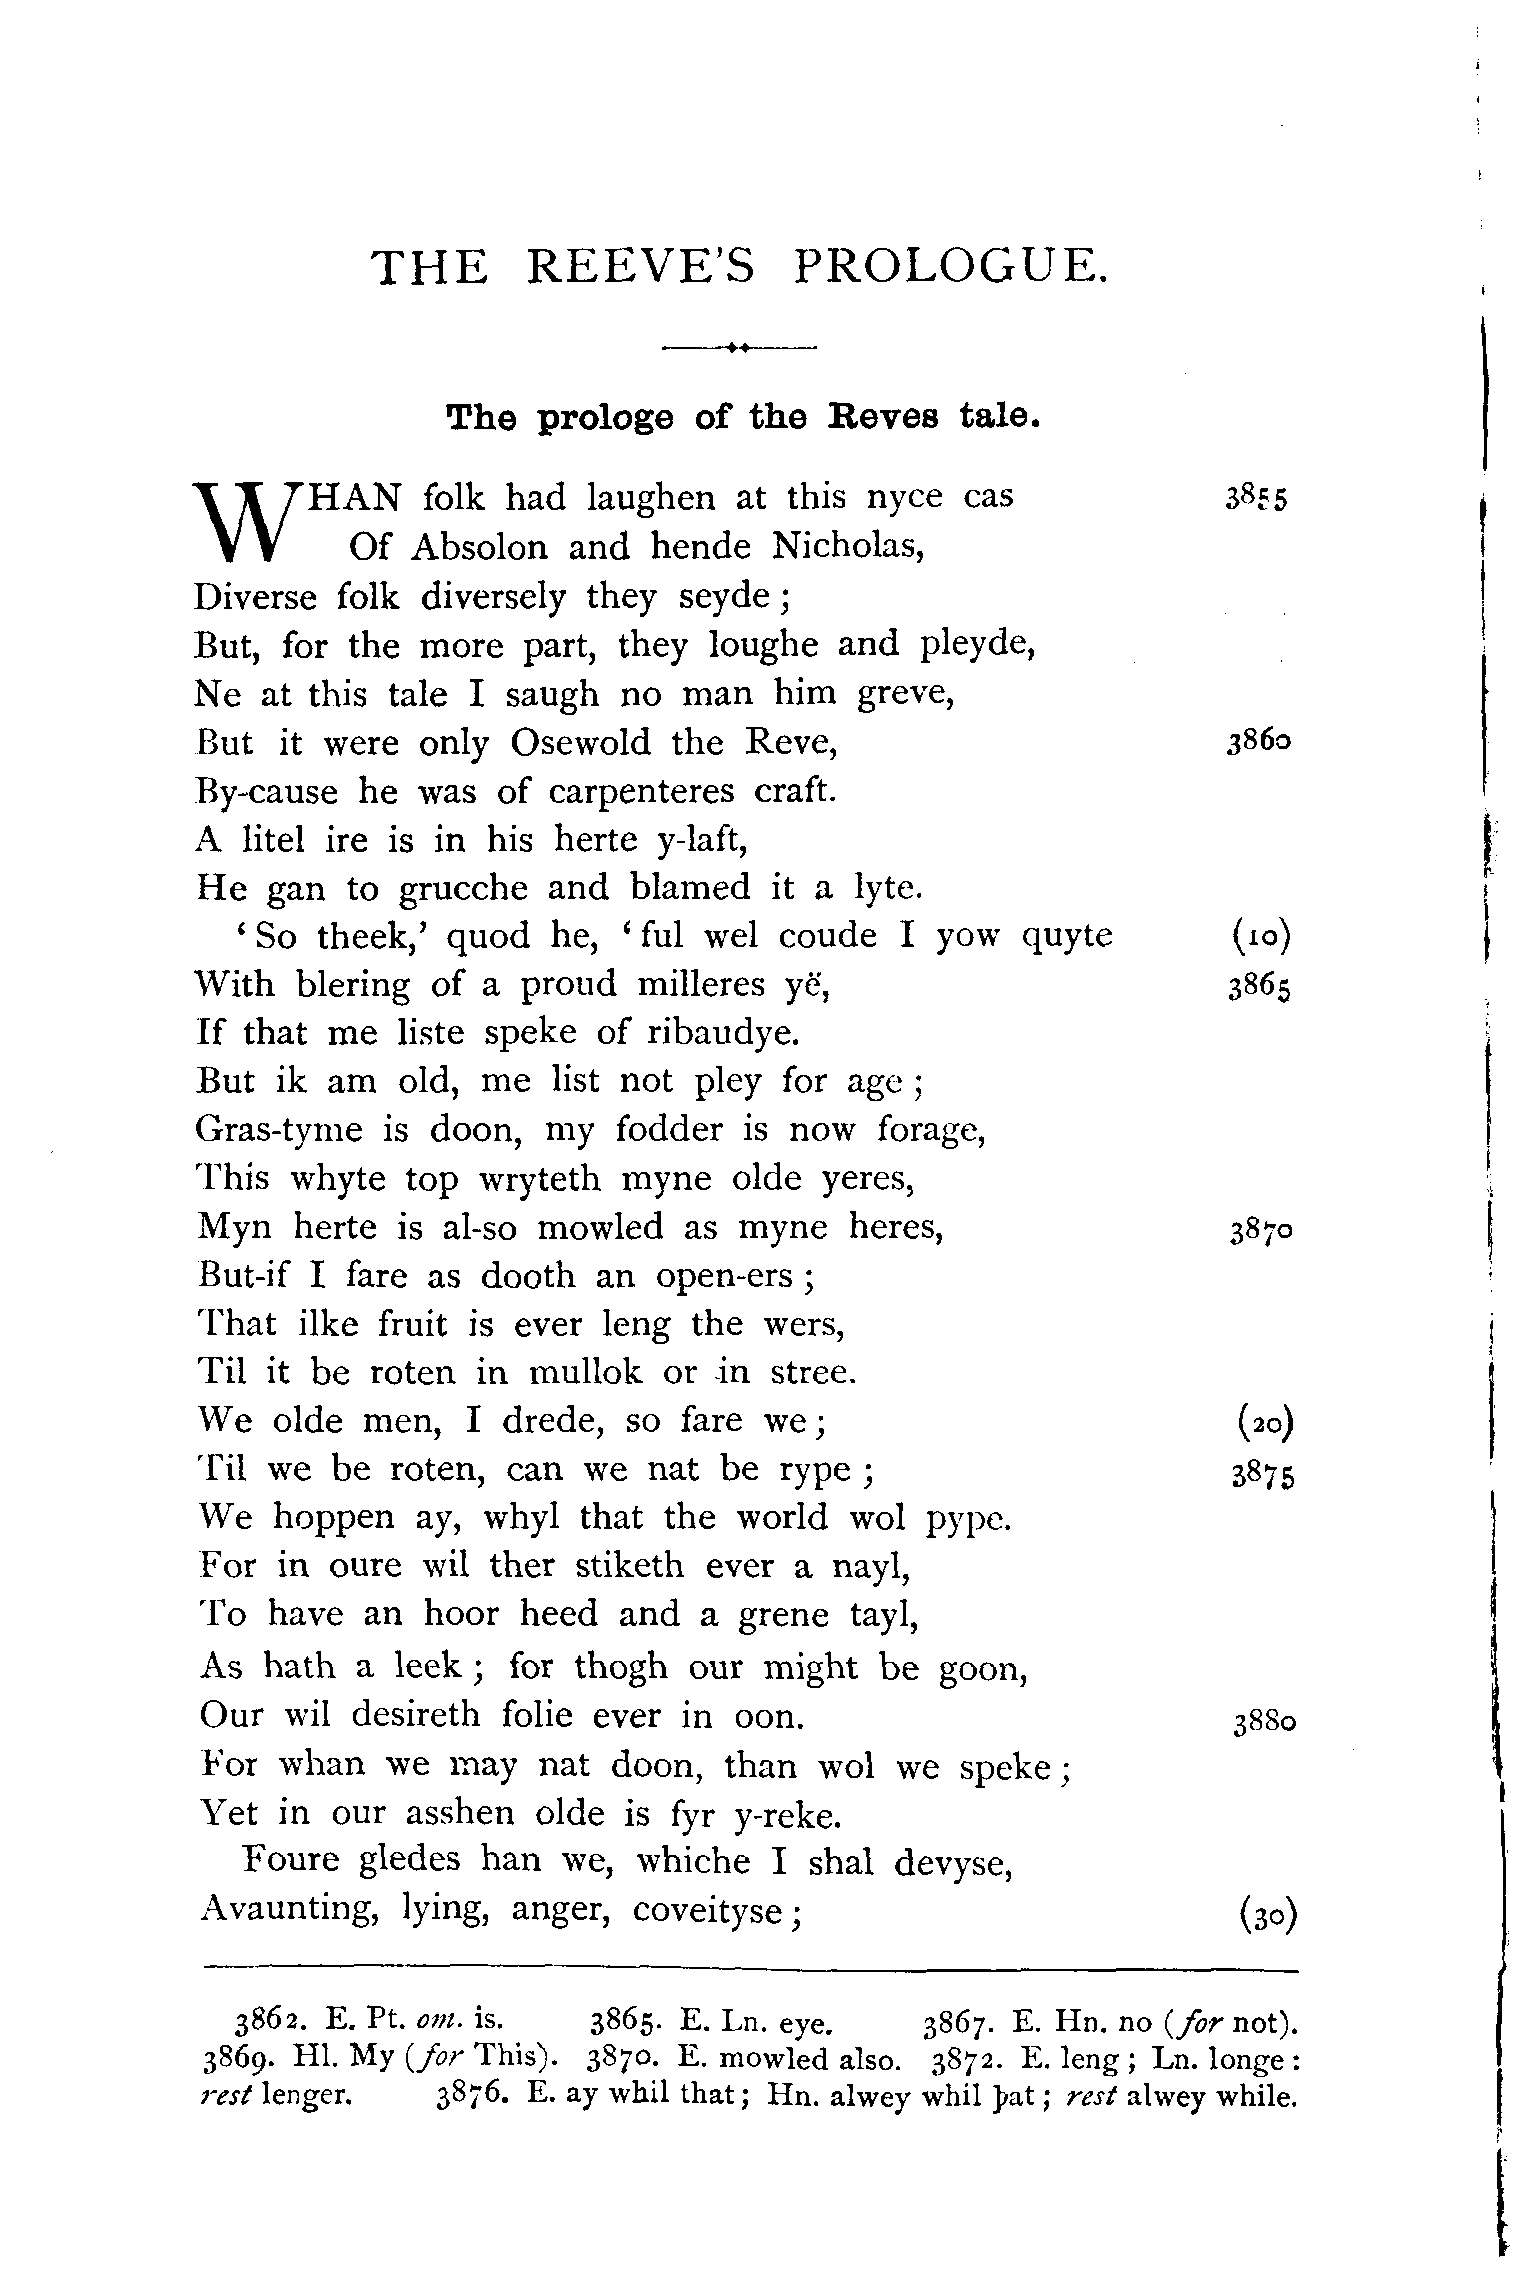 THE REEVE'S PROLOGUE.
The prologe of the Reves tale.
WHAN folk had laughen at this nyce cas 3855
Of Absolon and hende Nicholas,
Diverse folk diversely they seyde ;
But, for the more part, they loughe and pleyde,
Ne at this tale I saugh no man him greve,
But it were only Osewold the Reve, 3860
By-cause he was of carpenteres craft.
A litel ire is in his herte y-laft,
He gan to grucche and blamed it a lyte.
‘ So theek,’ quod he, ‘ ful wel coude I yow quyte (10)
With blering of a proud milleres yë, 3865
If that me liste speke of ribaudye.
But ik am old, me list not pley for age ;
Gras-tyme is doon, my fodder is now forage,
This whyte top wryteth myne olde yeres,
Myn herte is al-so mowled as myne heres, 3870
But-if I fare as dooth an open-ers ;
That ilke fruit is ever leng the wers,
Til it be roten in mullok or in stree.
We olde men, I drede, so fare we ; (20)
Til we be roten, can we nat be rype ; 3875
We hoppen ay, whyl that the world wol pype.
For in oure wil ther stiketh ever a nayl,
To have an hoor heed and a grene tayl,
As hath a leek ; for thogh our might be goon,
Our wil desireth folie ever in oon. 3880
For whan we may nat doon, than wol we speke ;
Yet in our asshen olde is fyr y-reke.
Foure gledes han we, whiche I shal devyse,
Avaunting, lying, anger, coveityse ; (30)
3862. E. Pt. om. is. 3865. E. Ln. eye. 3867. E. Hn. no (for not).
3869. Hl. My (for This). 3870. E. mowled also. 3872. E. leng ; Ln. longe :
rest lenger. 3876. E. ay whil that ; Hn. alwey whil þat ; rest alwey while.